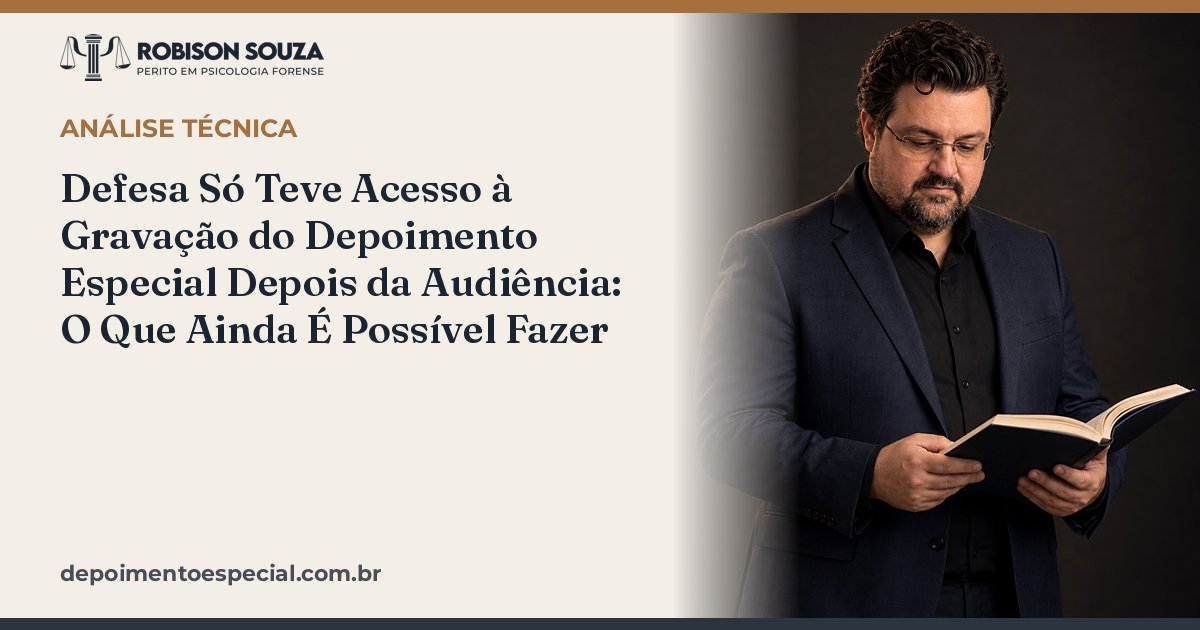 ROBISON SOUZA
PERITO EM PSICOLOGIA FORENSE
ANÁLISE TÉCNICA
Defesa Só Teve Acesso à
Gravação do Depoimento
Especial Depois da Audiência:
O Que Ainda É Possível Fazer
depoimentoespecial.com.br